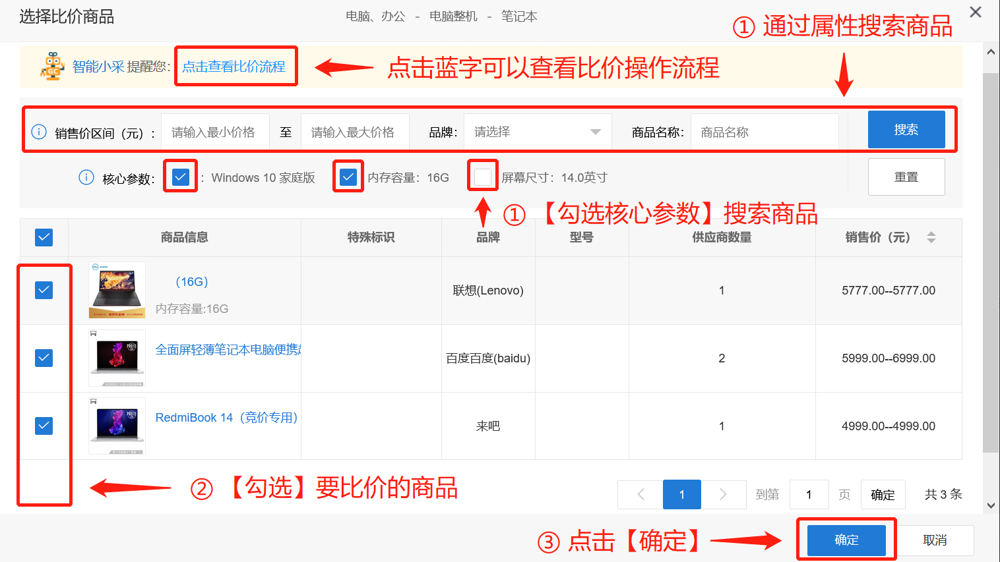 选择比价商品
电脑、办公 - 电脑整机 - 笔记本
① 通过属性搜索商品
智能小采 提醒您: 点击查看比价流程
点击蓝字可以查看比价操作流程
销售价区间（元）: 请输入最小价格 至 请输入最大价格 品牌: 请选择 商品名称: 商品名称 搜索
核心参数: : Windows 10 家庭版 内存容量: 16G 屏幕尺寸: 14.0英寸 重置
① 【勾选核心参数】搜索商品
商品信息 特殊标识 品牌 型号 供应商数量 销售价（元）
（16G） 联想(Lenovo) 1 5777.00--5777.00
内存容量:16G
全面屏轻薄笔记本电脑便携 百度百度(baidu) 2 5999.00--6999.00
RedmiBook 14（竞价专用） 来吧 1 4999.00--4999.00
② 【勾选】要比价的商品
1 到第 1 页 确定 共 3 条
③ 点击【确定】
确定 取消